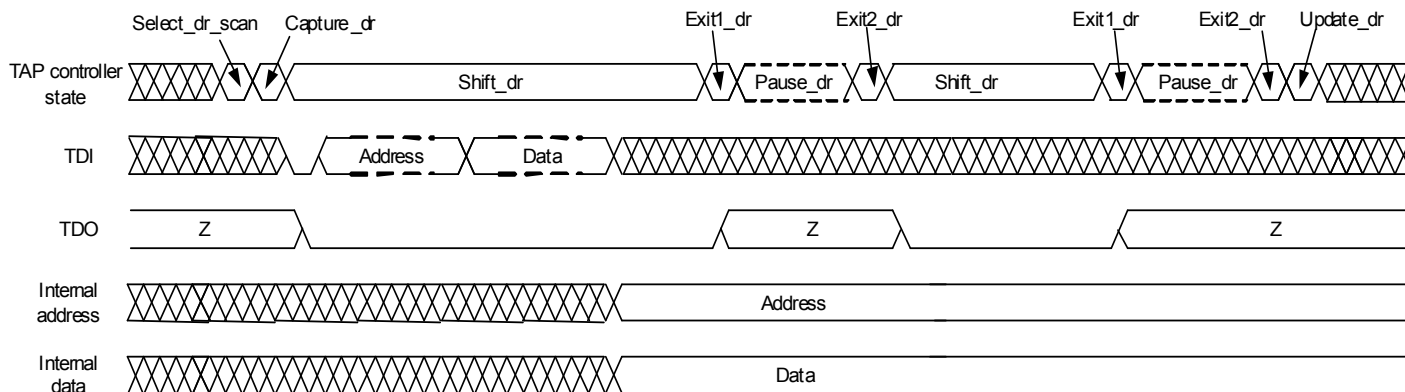 Select_dr_scan Capture_dr Exit1_dr Exit2_dr Exit1_dr Exit2_dr Update_dr
TAP controller
state
Shift_dr Pause_dr Shift_dr Pause_dr
TDI
Address Data
TDO
Z Z Z
Internal
address
Address
Internal
data
Data